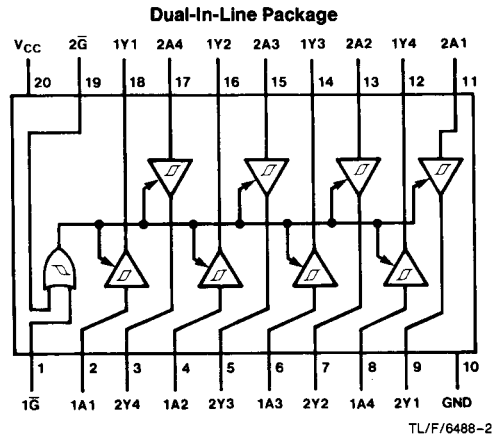 Dual-In-Line Package
VCC 2G̅ 1Y1 2A4 1Y2 2A3 1Y3 2A2 1Y4 2A1
20 19 18 17 16 15 14 13 12 11
1 2 3 4 5 6 7 8 9 10
1G̅ 1A1 2Y4 1A2 2Y3 1A3 2Y2 1A4 2Y1 GND
TL/F/6488-2